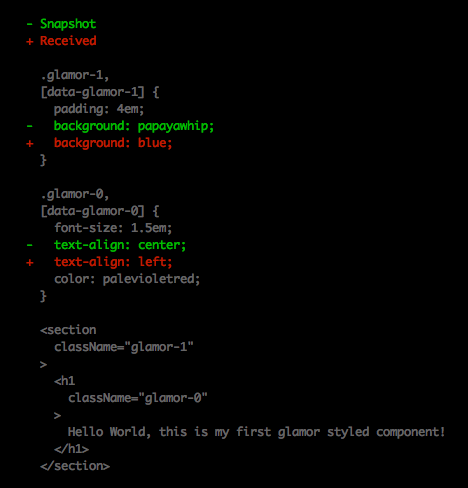 - Snapshot
+ Received
.glamor-1,
[data-glamor-1] {
padding: 4em;
- background: papayawhip;
+ background: blue;
}
.glamor-0,
[data-glamor-0] {
font-size: 1.5em;
- text-align: center;
+ text-align: left;
color: palevioletred;
}
<section
className="glamor-1"
>
<h1
className="glamor-0"
>
Hello World, this is my first glamor styled component!
</h1>
</section>